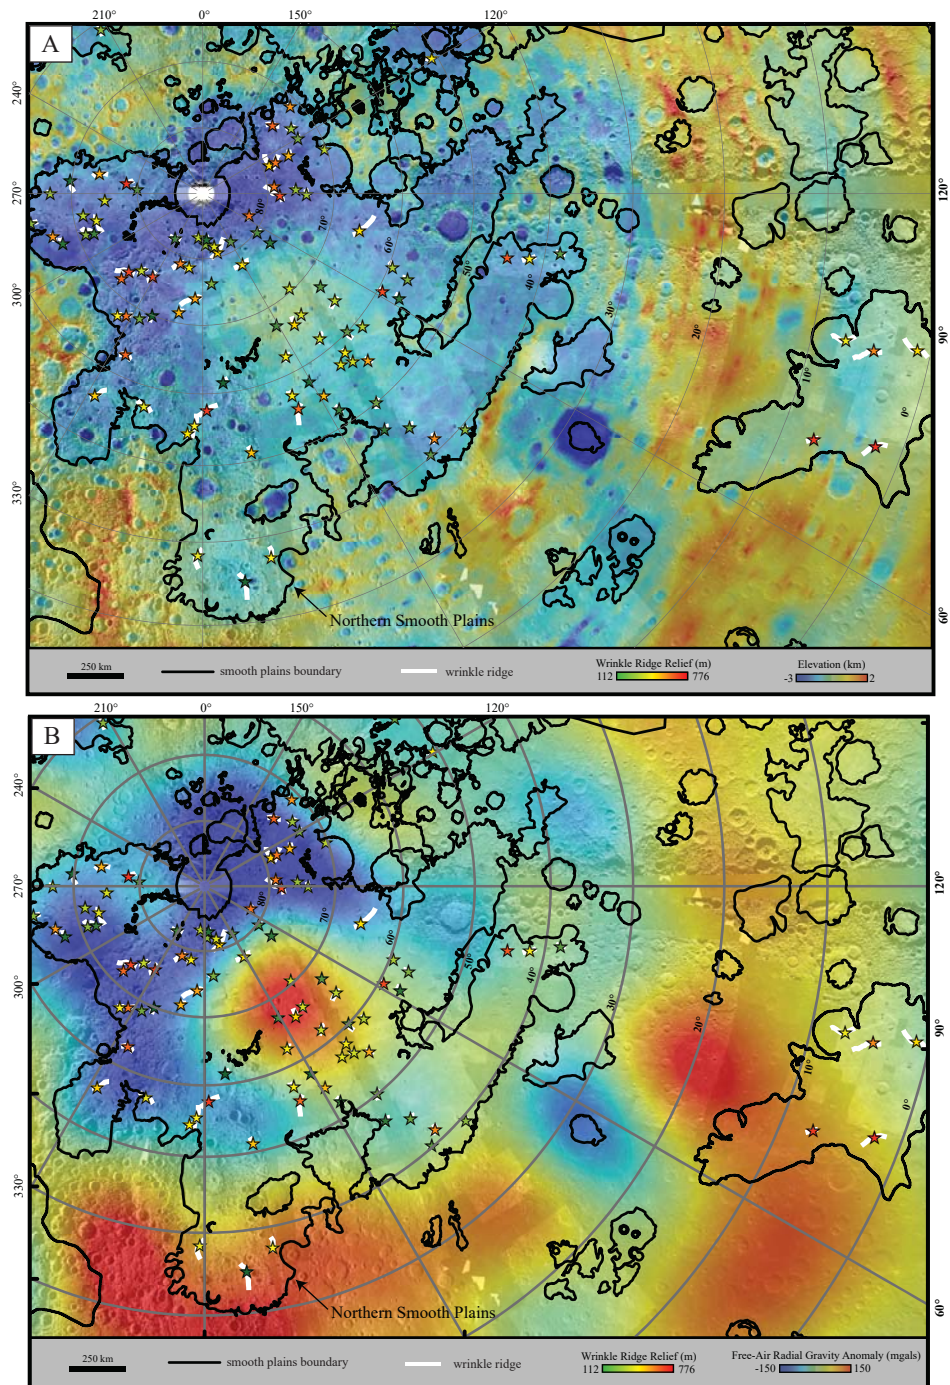 210° 0° 150° 120°
A
240°
270°
300°
330°
120°
90°
60°
80° 70° 60° 50° 40° 30° 20° 10° 0°
Northern Smooth Plains
250 km
smooth plains boundary
wrinkle ridge
Wrinkle Ridge Relief (m)
112 776
Elevation (km)
-3 2
210° 0° 150° 120°
B
240°
270°
300°
330°
120°
90°
60°
80° 70° 60° 50° 40° 30° 20° 10° 0°
Northern Smooth Plains
250 km
smooth plains boundary
wrinkle ridge
Wrinkle Ridge Relief (m)
112 776
Free-Air Radial Gravity Anomaly (mgals)
-150 150